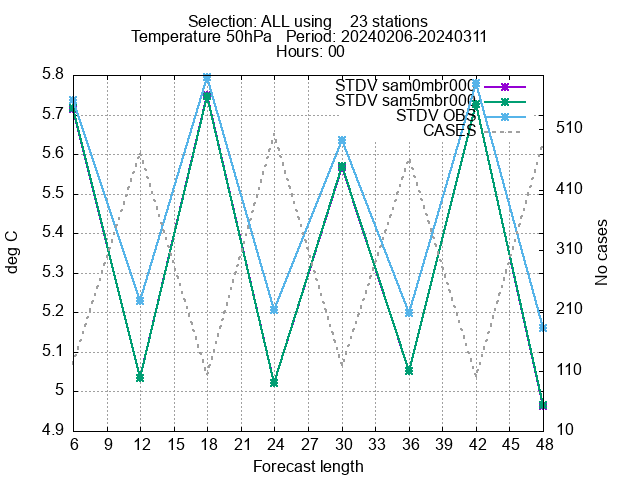 Selection: ALL using    23 stations
Temperature 50hPa   Period: 20240206-20240311
Hours: 00
STDV sam0mbr000
STDV sam5mbr000
STDV OBS
CASES
5.8
5.7
5.6
5.5
5.4
5.3
5.2
5.1
5
4.9
deg C
510
410
310
210
110
10
No cases
6 9 12 15 18 21 24 27 30 33 36 39 42 45 48
Forecast length